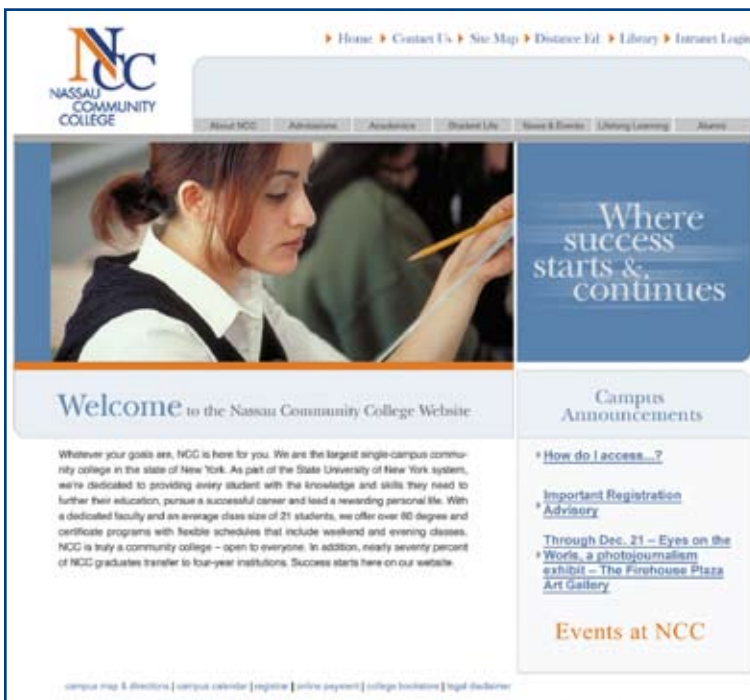 Home Contact Us Site Map Distance Ed Library Intranet Login
NCC
NASSAU
COMMUNITY
COLLEGE
About NCC Admissions Academics Student Life News & Events Lifelong Learning Alumni
Where
success
starts &
continues
Welcome to the Nassau Community College Website
Whatever your goals are, NCC is here for you. We are the largest single-campus commu-
nity college in the state of New York. As part of the State University of New York system,
we're dedicated to providing every student with the knowledge and skills they need to
further their education, pursue a successful career and lead a rewarding personal life. With
a dedicated faculty and an average class size of 21 students, we offer over 60 degree and
certificate programs with flexible schedules that include weekend and evening classes.
NCC is truly a community college – open to everyone. In addition, nearly seventy percent
of NCC graduates transfer to four-year institutions. Success starts here on our website.
Campus
Announcements
How do I access...?
Important Registration
Advisory
Through Dec. 21 – Eyes on the
Worls, a photojournalism
exhibit – The Firehouse Plaza
Art Gallery
Events at NCC
campus map & directions | campus calendar | registrar | online payment | college bookstore | legal disclaimer